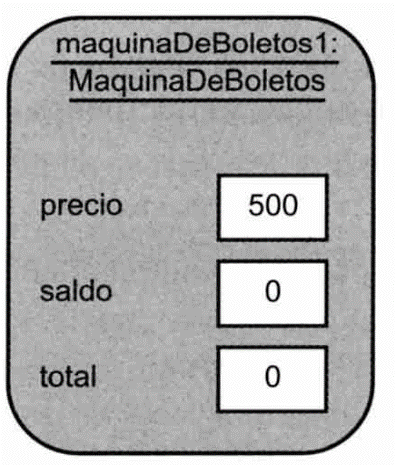 maquinaDeBoletos1:
MaquinaDeBoletos
precio 500
saldo 0
total 0